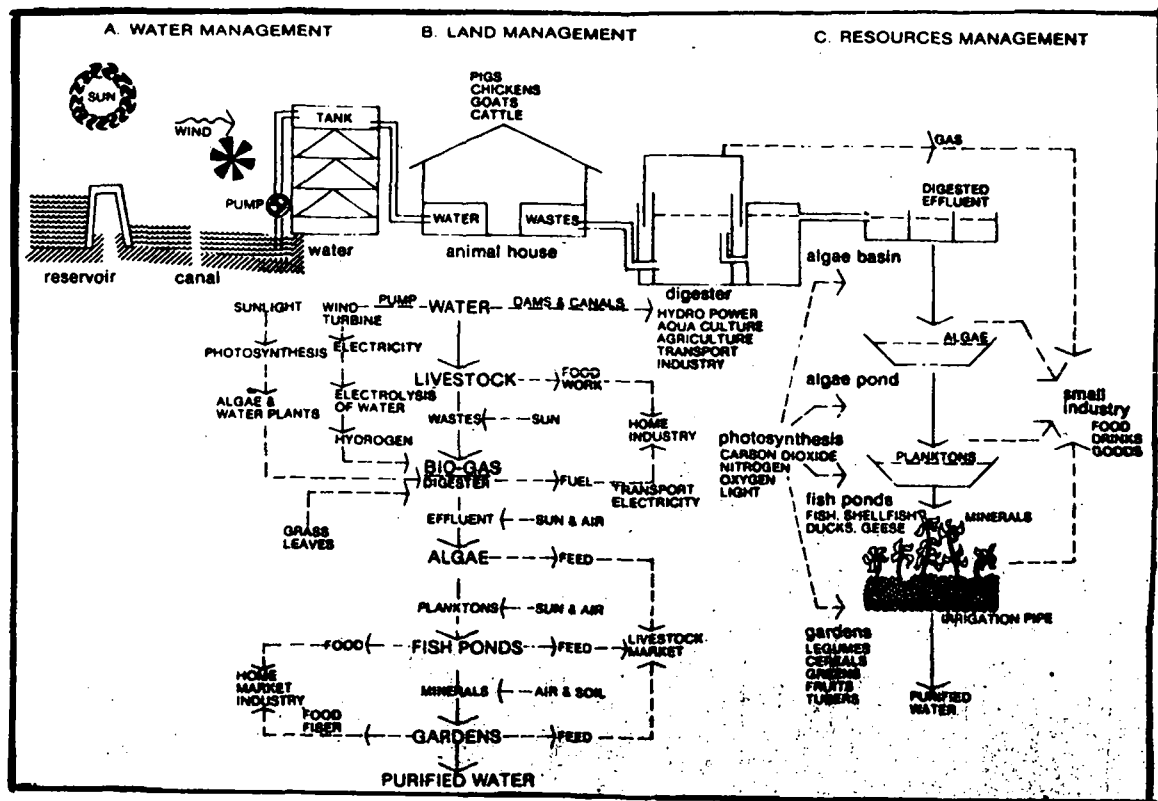 A. WATER MANAGEMENT
B. LAND MANAGEMENT
C. RESOURCES MANAGEMENT
SUN
WIND
PUMP
TANK
water
reservoir
canal
PIGS
CHICKENS
GOATS
CATTLE
WATER
WASTES
animal house
digester
GAS
DIGESTED
EFFLUENT
algae basin
SUNLIGHT
WIND
TURBINE
PUMP
WATER
DAMS & CANALS
HYDRO POWER
AQUA CULTURE
AGRICULTURE
TRANSPORT
INDUSTRY
PHOTOSYNTHESIS
ELECTRICITY
LIVESTOCK
FOOD
WORK
ALGAE &
WATER PLANTS
ELECTROLYSIS
OF WATER
WASTES
SUN
HOME
INDUSTRY
HYDROGEN
BIO-GAS
DIGESTER
FUEL
TRANSPORT
ELECTRICITY
GRASS
LEAVES
EFFLUENT
SUN & AIR
ALGAE
FEED
PLANKTONS
SUN & AIR
FOOD
FISH PONDS
FEED
LIVESTOCK
MARKET
HOME
MARKET
INDUSTRY
MINERALS
AIR & SOIL
FOOD
FIBER
GARDENS
FEED
PURIFIED WATER
ALGAE
algae pond
small
industry
FOOD
DRINKS
GOODS
photosynthesis
CARBON DIOXIDE
NITROGEN
OXYGEN
LIGHT
PLANKTONS
fish ponds
FISH, SHELLFISH
DUCKS, GEESE
MINERALS
IRRIGATION PIPE
gardens
LEGUMES
CEREALS
GREENS
FRUITS
TUBERS
PURIFIED
WATER